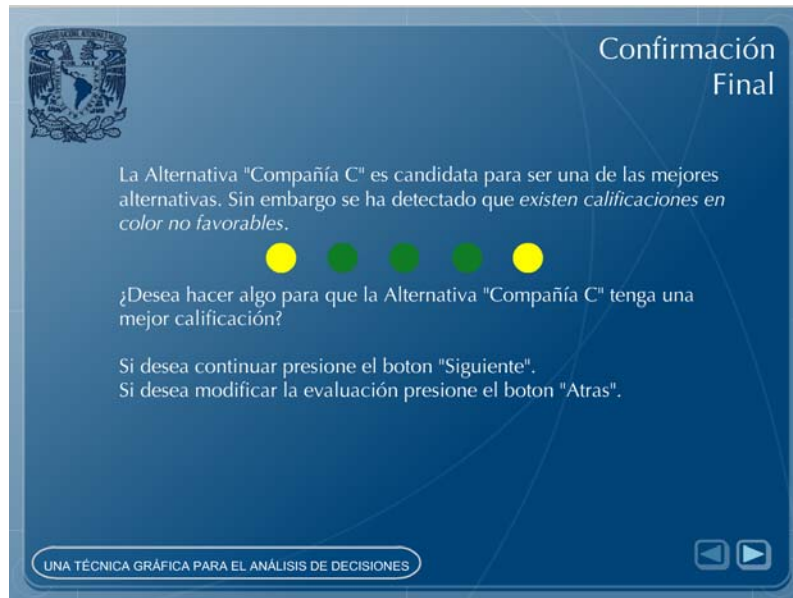 Confirmación
Final
La Alternativa "Compañía C" es candidata para ser una de las mejores
alternativas. Sin embargo se ha detectado que existen calificaciones en
color no favorables.
¿Desea hacer algo para que la Alternativa "Compañía C" tenga una
mejor calificación?
Si desea continuar presione el boton "Siguiente".
Si desea modificar la evaluación presione el boton "Atras".
UNA TÉCNICA GRÁFICA PARA EL ANÁLISIS DE DECISIONES